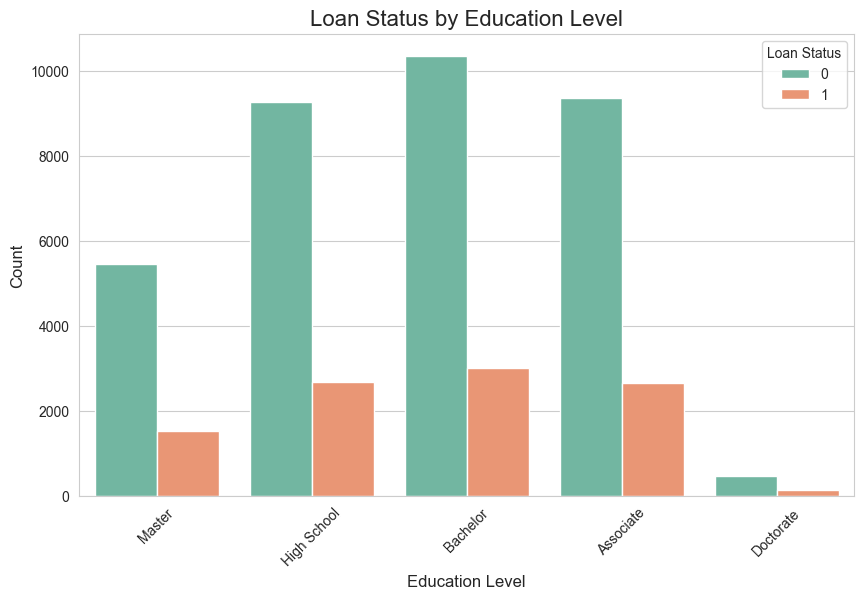 Loan Status by Education Level
Loan Status
0
1
10000
8000
6000
4000
2000
0
Count
Master
High School
Bachelor
Associate
Doctorate
Education Level